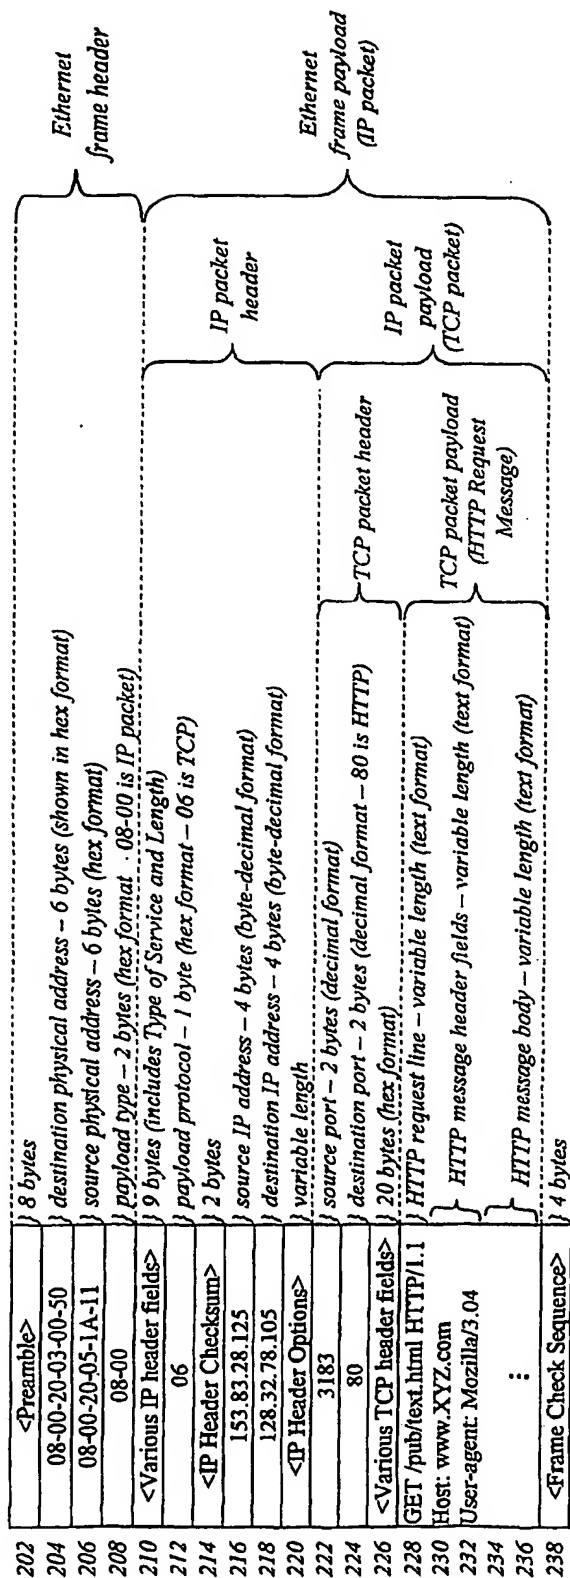 202 <Preamble> } 8 bytes
204 08-00-20-03-00-50 } destination physical address – 6 bytes (shown in hex format)
206 08-00-20-05-1A-11 } source physical address – 6 bytes (hex format)
208 08-00 } payload type – 2 bytes (hex format - 08-00 is IP packet)
Ethernet
frame header
210 <Various IP header fields> } 9 bytes (includes Type of Service and Length)
212 06 } payload protocol – 1 byte (hex format – 06 is TCP)
214 <IP Header Checksum> } 2 bytes
216 153.83.28.125 } source IP address – 4 bytes (byte-decimal format)
218 128.32.78.105 } destination IP address – 4 bytes (byte-decimal format)
220 <IP Header Options> } variable length
IP packet
header
222 3183 } source port – 2 bytes (decimal format)
224 80 } destination port – 2 bytes (decimal format – 80 is HTTP)
226 <Various TCP header fields> } 20 bytes (hex format)
TCP packet header
228 GET /pub/text.html HTTP/1.1 } HTTP request line – variable length (text format)
230 Host: www.XYZ.com
232 User-agent: Mozilla/3.04
HTTP message header fields – variable length (text format)
234
236 :
HTTP message body – variable length (text format)
TCP packet payload
(HTTP Request
Message)
IP packet
payload
(TCP packet)
Ethernet
frame payload
(IP packet)
238 <Frame Check Sequence> } 4 bytes